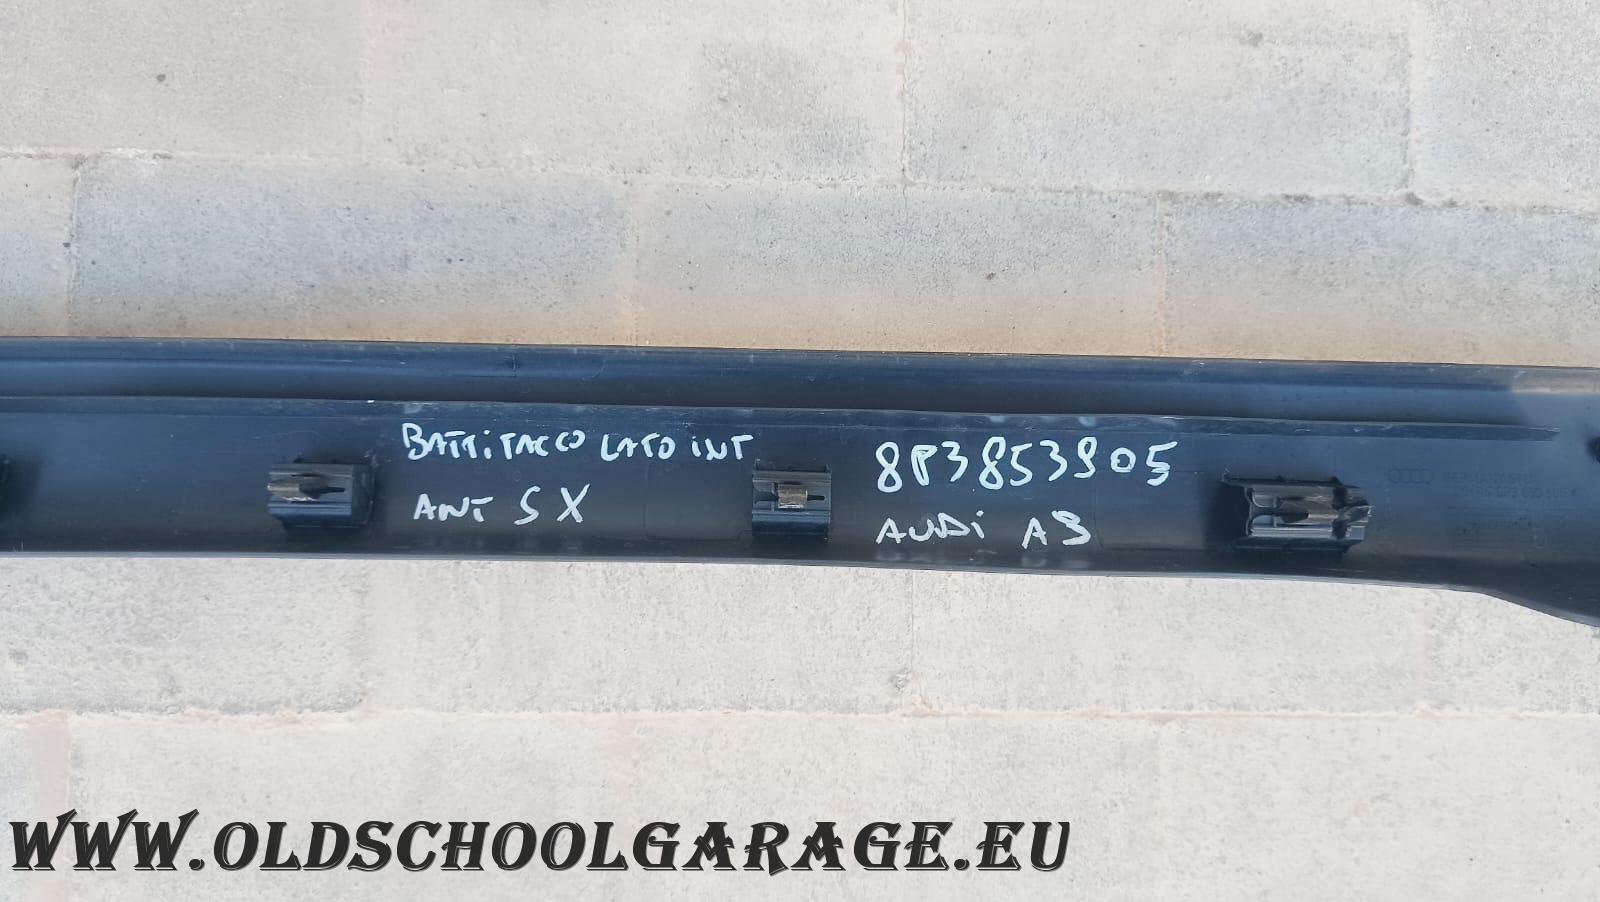 BATTITACCO LATO INT
ANT SX
8P3853905
AUDI A3
WWW.OLDSCHOOLGARAGE.EU